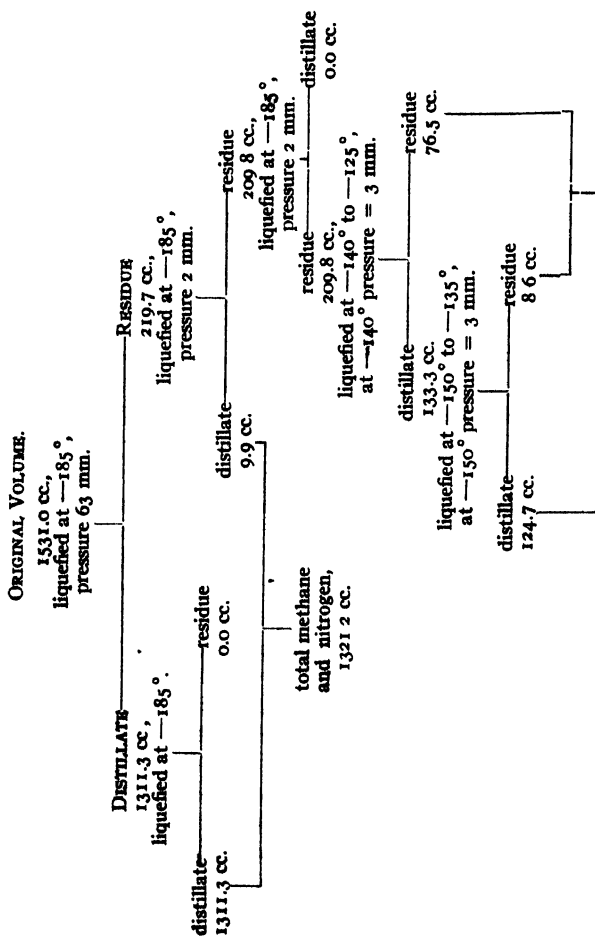 ORIGINAL VOLUME.
1531.0 cc.,
liquefied at —185°,
pressure 63 mm.
DISTILLATE
1311.3 cc ,
liquefied at —185°.
RESIDUE
219.7 cc.,
liquefied at —185°,
pressure 2 mm.
distillate
1311.3 cc.
residue
0.0 cc.
distillate
9.9 cc.
residue
209 8 cc.,
liquefied at —185°,
pressure 2 mm.
total methane
and nitrogen,
1321 2 cc.
residue
209.8 cc.,
liquefied at —140° to —125°,
at —140° pressure = 3 mm.
distillate
0.0 cc.
distillate
133.3 cc.
liquefied at —150° to —135°,
at —150° pressure = 3 mm.
residue
76.5 cc.
distillate
124.7 cc.
residue
8 6 cc.